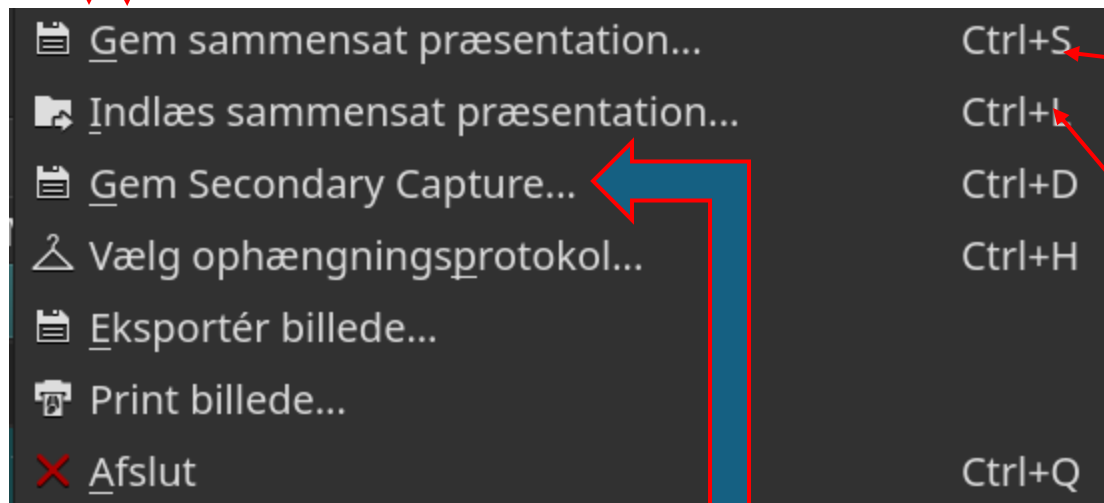 Gem sammensat præsentation... Ctrl+S
Indlæs sammensat præsentation... Ctrl+L
Gem Secondary Capture... Ctrl+D
Vælg ophængningsprotokol... Ctrl+H
Eksportér billede...
Print billede...
Afslut Ctrl+Q